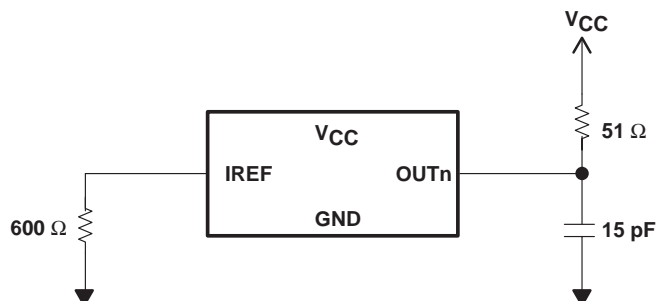 VCC
VCC
51 Ω
IREF
OUTn
600 Ω
GND
15 pF